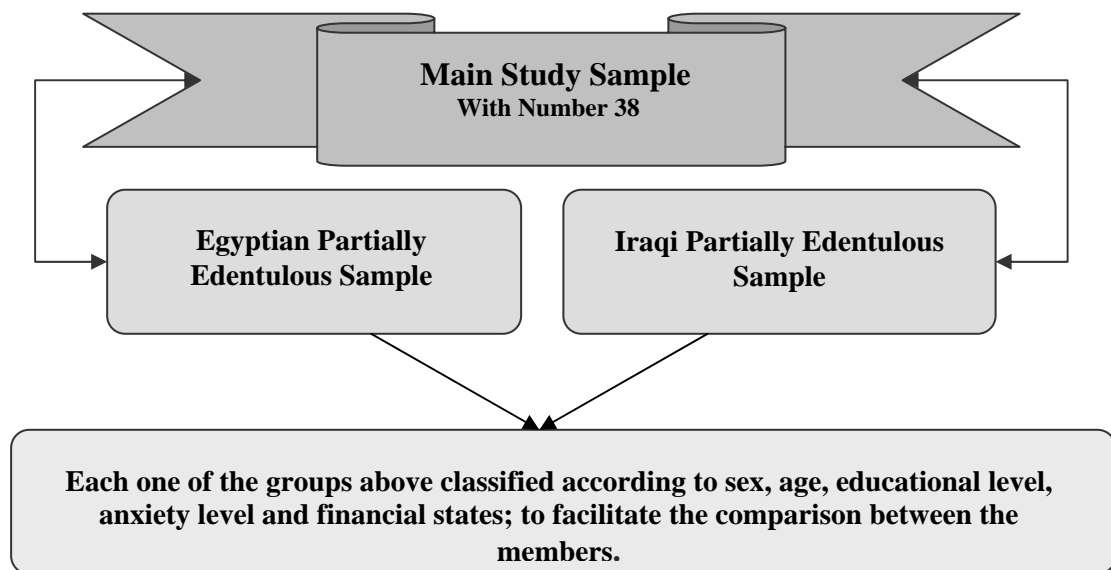 Main Study Sample
With Number 38
Egyptian Partially
Edentulous Sample
Iraqi Partially Edentulous
Sample
Each one of the groups above classified according to sex, age, educational level,
anxiety level and financial states; to facilitate the comparison between the
members.